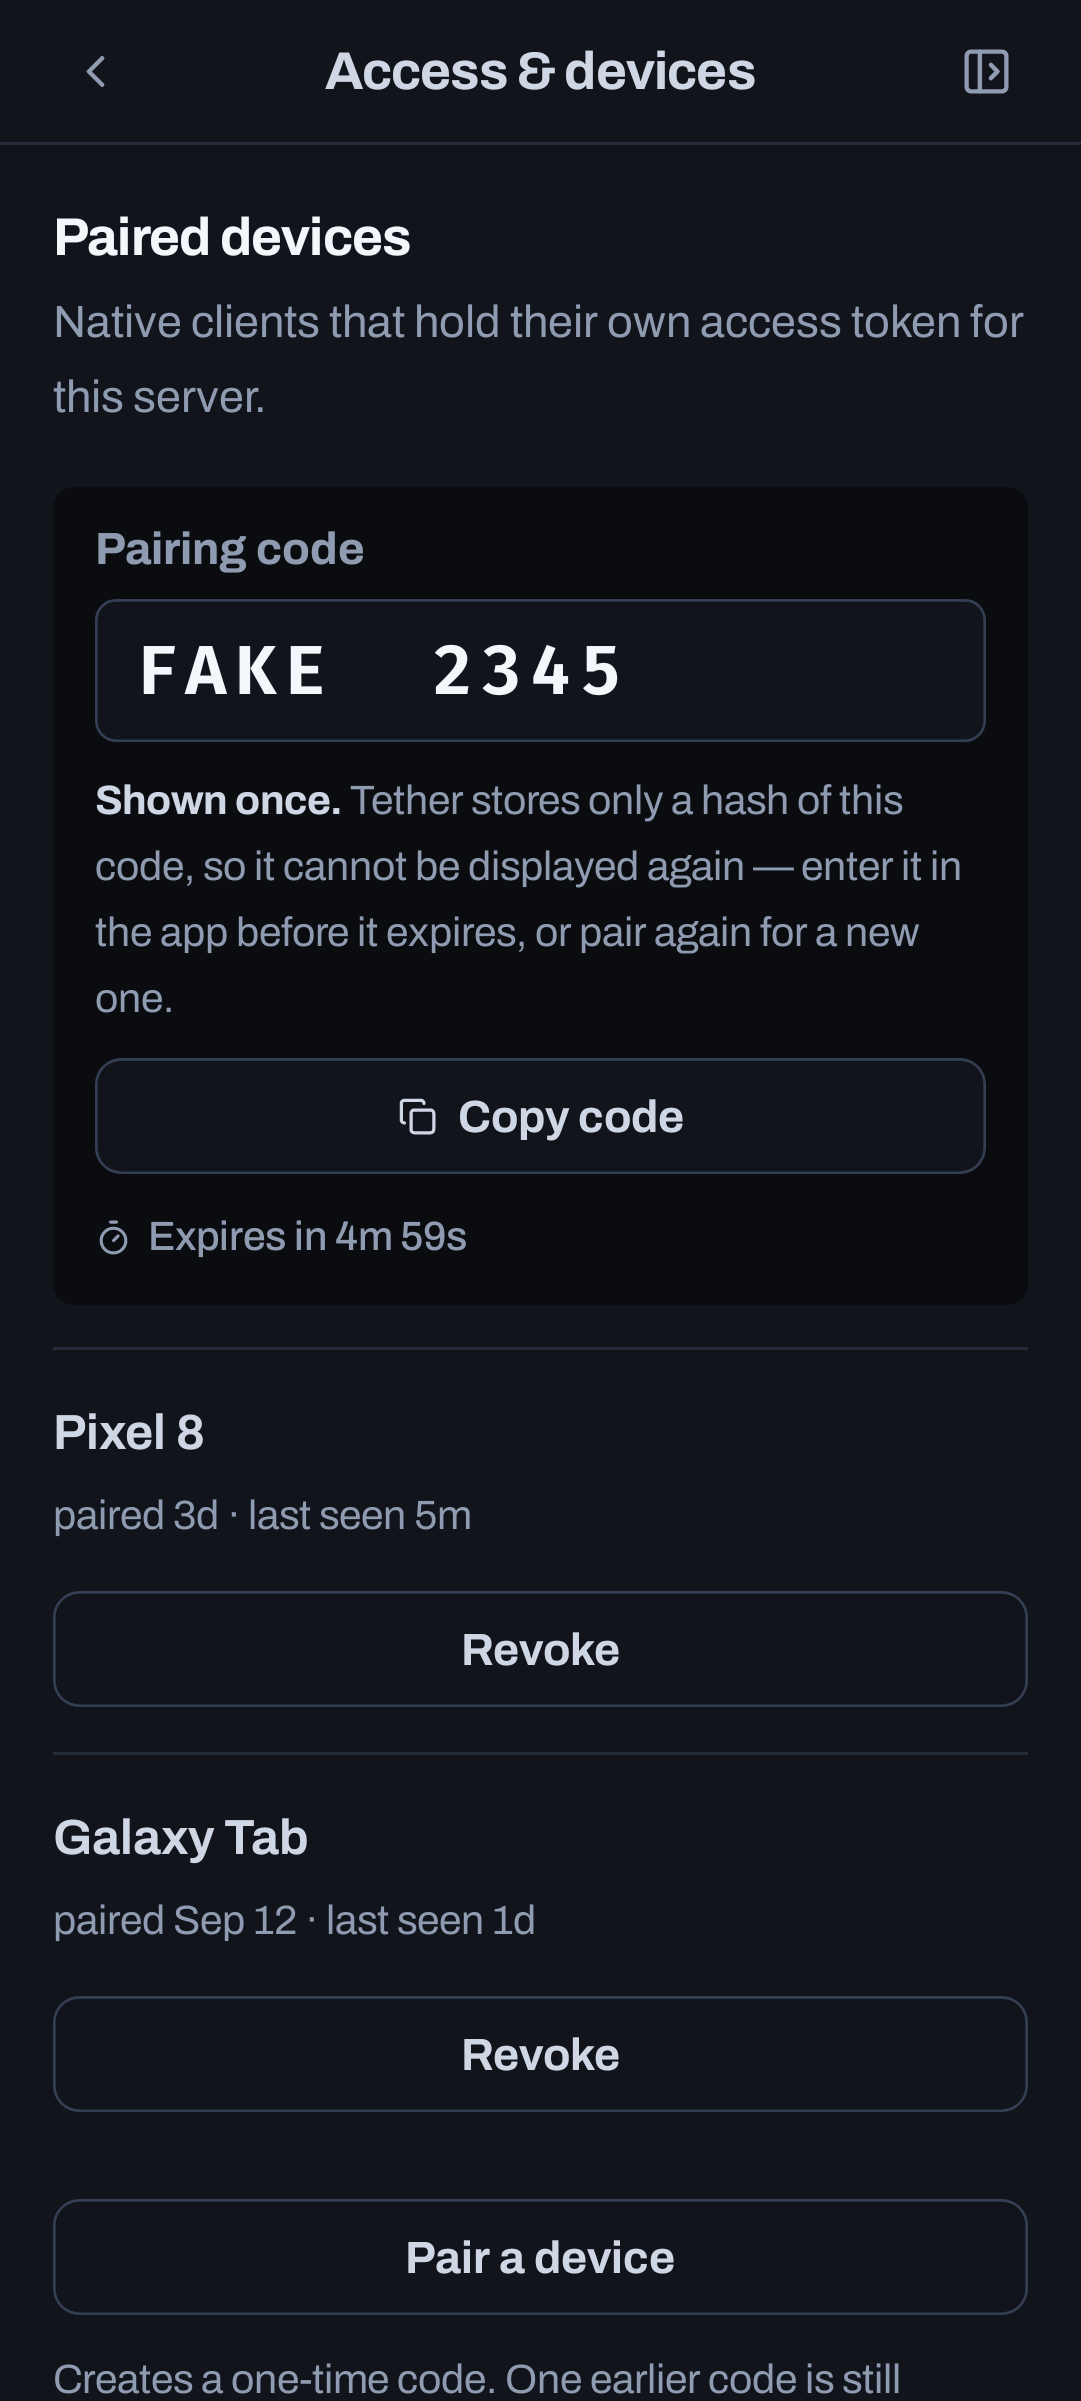 Access & devices
Paired devices
Native clients that hold their own access token for
this server.
Pairing code
FAKE 2345
Shown once. Tether stores only a hash of this
code, so it cannot be displayed again — enter it in
the app before it expires, or pair again for a new
one.
Copy code
Expires in 4m 59s
Pixel 8
paired 3d · last seen 5m
Revoke
Galaxy Tab
paired Sep 12 · last seen 1d
Revoke
Pair a device
Creates a one-time code. One earlier code is still